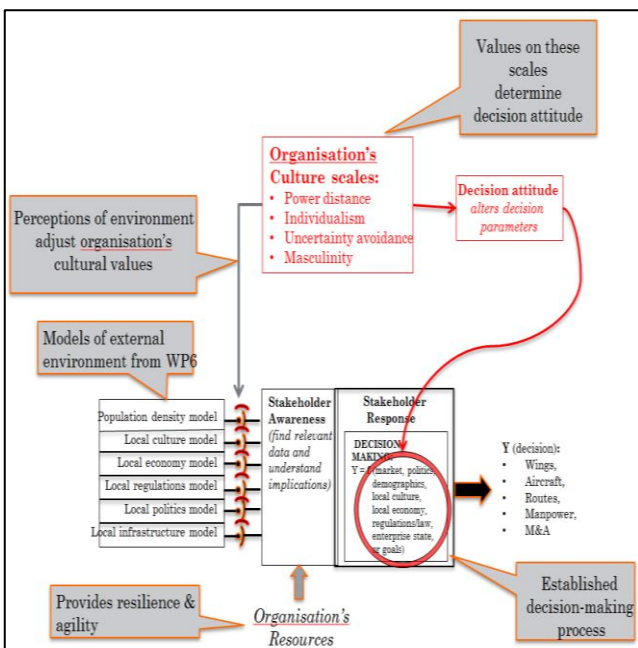 Values on these
scales
determine
decision attitude
Organisation's
Culture scales:
• Power distance
• Individualism
• Uncertainty avoidance
• Masculinity
Decision attitude
alters decision
parameters
Perceptions of environment
adjust organisation's
cultural values
Models of external
environment from WP6
Population density model
Local culture model
Local economy model
Local regulations model
Local politics model
Local infrastructure model
Stakeholder
Awareness
(find relevant
data and
understand
implications)
Stakeholder
Response
DECISION
MAKING:
Y = (market, politics,
demographics,
local culture,
local economy,
regulations/law,
enterprise state,
or goals)
Y (decision):
• Wings,
• Aircraft,
• Routes,
• Manpower,
• M&A
Provides resilience &
agility
Organisation's
Resources
Established
decision-making
process